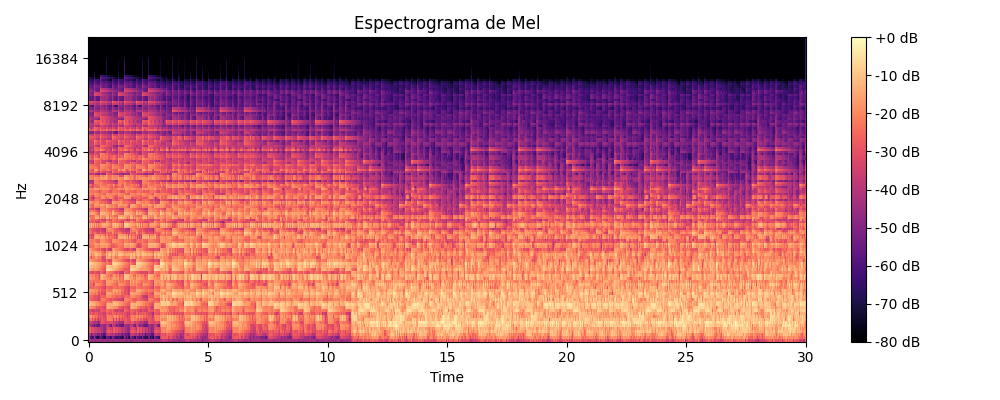 Espectrograma de Mel
Hz
16384
8192
4096
2048
1024
512
0
0 5 10 15 20 25 30
Time
+0 dB
-10 dB
-20 dB
-30 dB
-40 dB
-50 dB
-60 dB
-70 dB
-80 dB